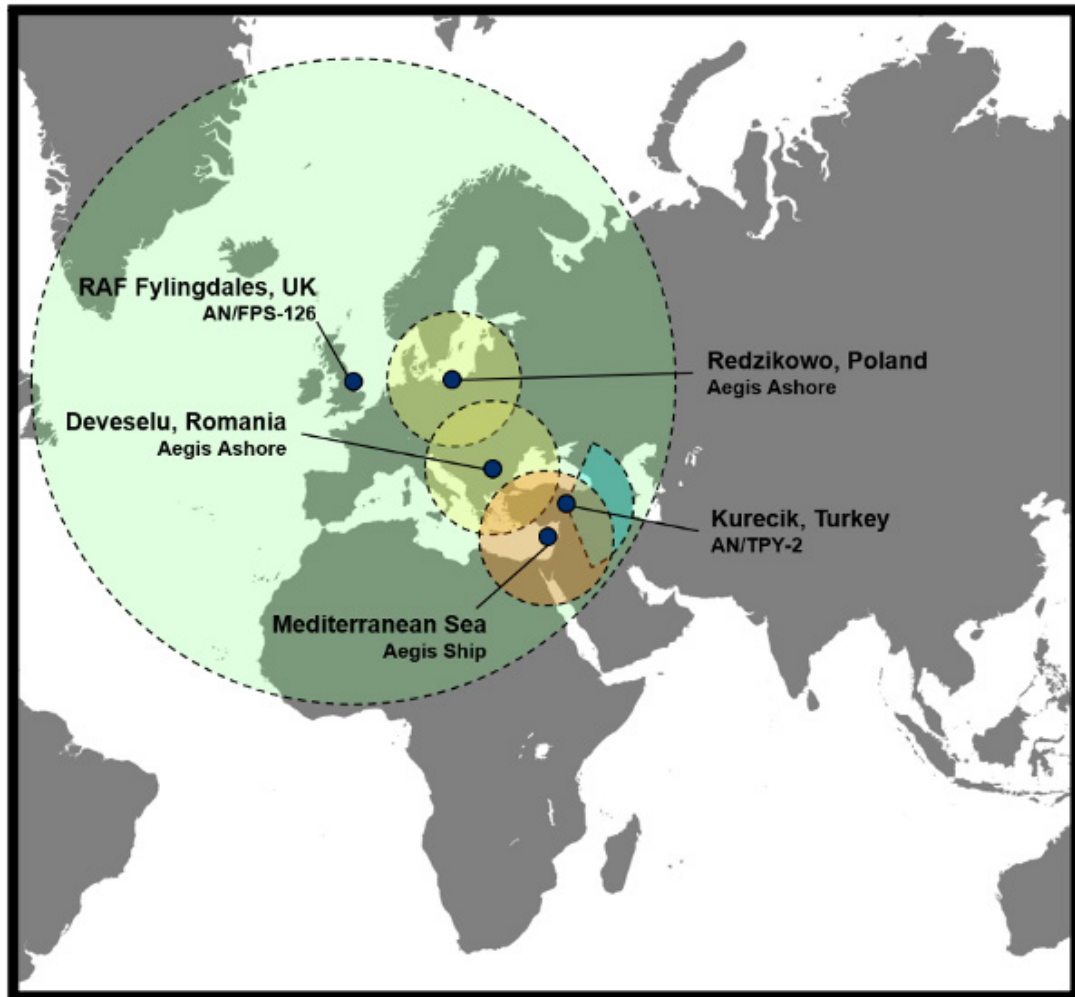 RAF Fylingdales, UK
AN/FPS-126
Redzikowo, Poland
Aegis Ashore
Deveselu, Romania
Aegis Ashore
Kurecik, Turkey
AN/TPY-2
Mediterranean Sea
Aegis Ship